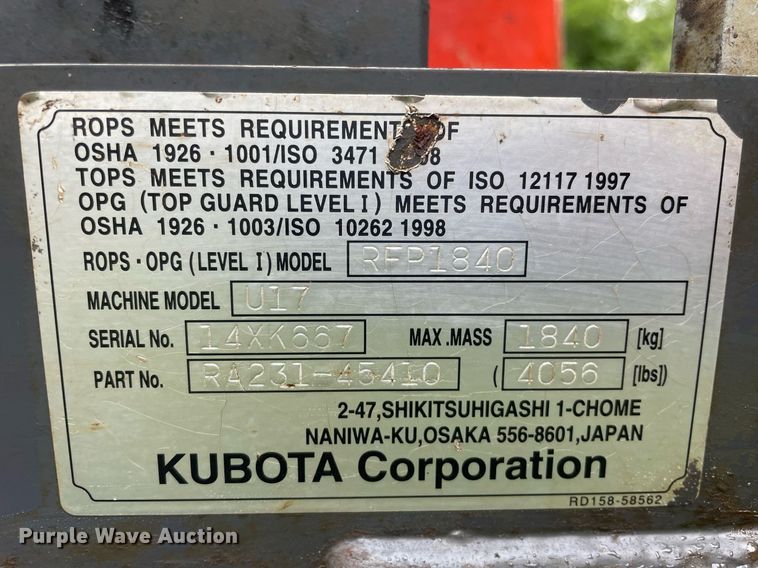 ROPS MEETS REQUIREMENT OF
OSHA 1926・1001/ISO 3471
TOPS MEETS REQUIREMENTS OF ISO 12117 1997
OPG (TOP GUARD LEVEL I) MEETS REQUIREMENTS OF
OSHA 1926・1003/ISO 10262 1998
ROPS・OPG (LEVEL I) MODEL RFP1840
MACHINE MODEL U17
SERIAL No. 14XK667 MAX.MASS 1840 [kg]
PART No. RA231-45410 ( 4056 [lbs])
2-47,SHIKITSUHIGASHI 1-CHOME
NANIWA-KU,OSAKA 556-8601,JAPAN
KUBOTA Corporation
RD158-58562
Purple Wave Auction